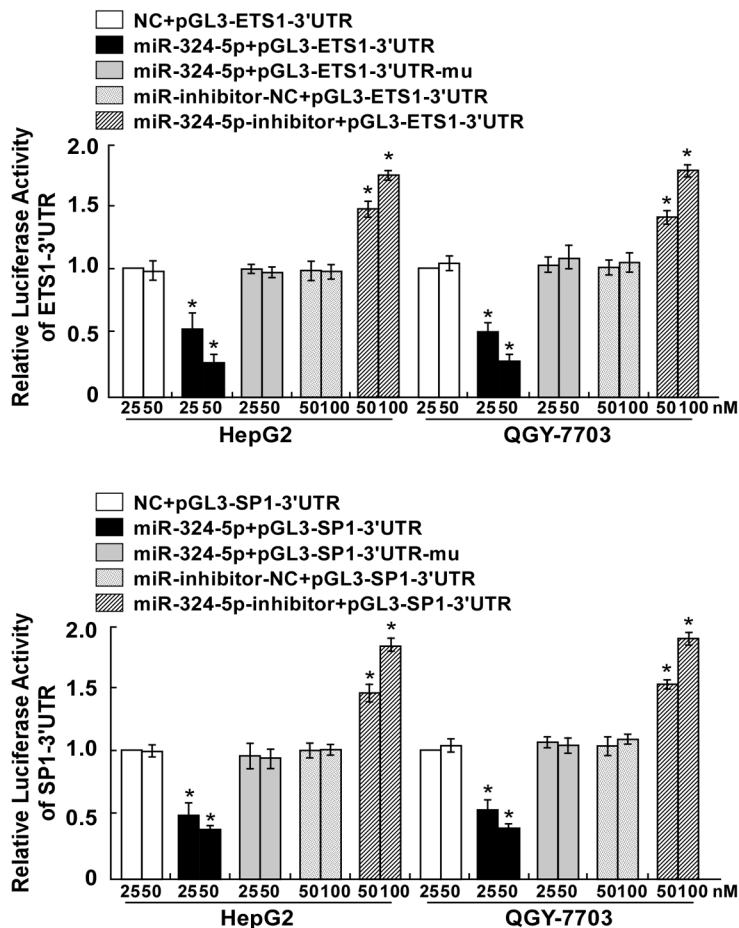 NC+pGL3-ETS1-3'UTR
miR-324-5p+pGL3-ETS1-3'UTR
miR-324-5p+pGL3-ETS1-3'UTR-mu
miR-inhibitor-NC+pGL3-ETS1-3'UTR
miR-324-5p-inhibitor+pGL3-ETS1-3'UTR
Relative Luciferase Activity
of ETS1-3'UTR
2.0
1.5
1.0
0.5
0
* * * * * * * *
2550 2550 2550 50100 50100 2550 2550 2550 50100 50100 nM
HepG2 QGY-7703
NC+pGL3-SP1-3'UTR
miR-324-5p+pGL3-SP1-3'UTR
miR-324-5p+pGL3-SP1-3'UTR-mu
miR-inhibitor-NC+pGL3-SP1-3'UTR
miR-324-5p-inhibitor+pGL3-SP1-3'UTR
Relative Luciferase Activity
of SP1-3'UTR
2.0
1.5
1.0
0.5
0
* * * * * * * *
2550 2550 2550 50100 50100 2550 2550 2550 50100 50100 nM
HepG2 QGY-7703